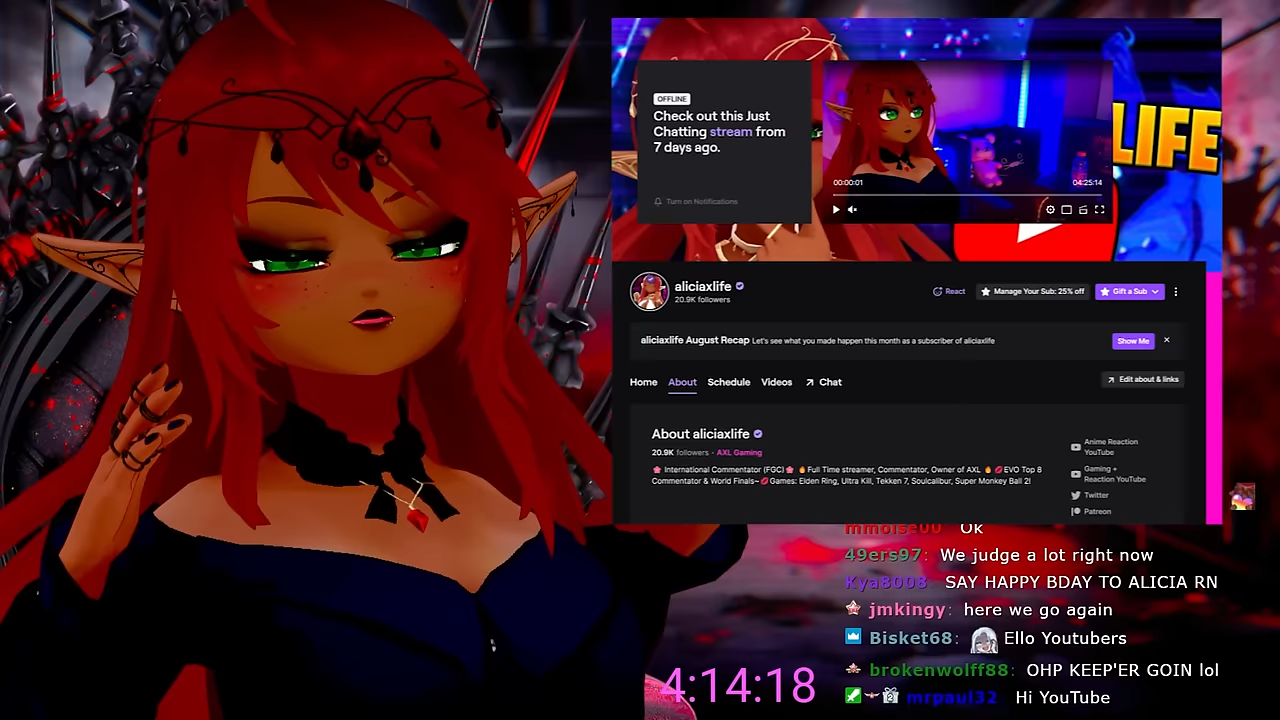 OFFLINE
Check out this Just
Chatting stream from
7 days ago.
Turn on Notifications
00:00:01
04:25:14
LIFE
aliciaxlife
20.9K followers
React
Manage Your Sub: 25% off
Gift a Sub
aliciaxlife August Recap Let's see what you made happen this month as a subscriber of aliciaxlife
Show Me
Home About Schedule Videos Chat
Edit about & links
About aliciaxlife
20.9K followers · AXL Gaming
International Commentator (FGC) Full Time streamer, Commentator, Owner of AXL EVO Top 8
Commentator & World Finals~ Games: Elden Ring, Ultra Kill, Tekken 7, Soulcalibur, Super Monkey Ball 2!
Anime Reaction
YouTube
Gaming +
Reaction YouTube
Twitter
Patreon
mmoise00 Ok
49ers97: We judge a lot right now
Kya8008 SAY HAPPY BDAY TO ALICIA RN
jmkingy: here we go again
Bisket68: Ello Youtubers
brokenwolff88: OHP KEEP'ER GOIN lol
mrpaul32 Hi YouTube
4:14:18